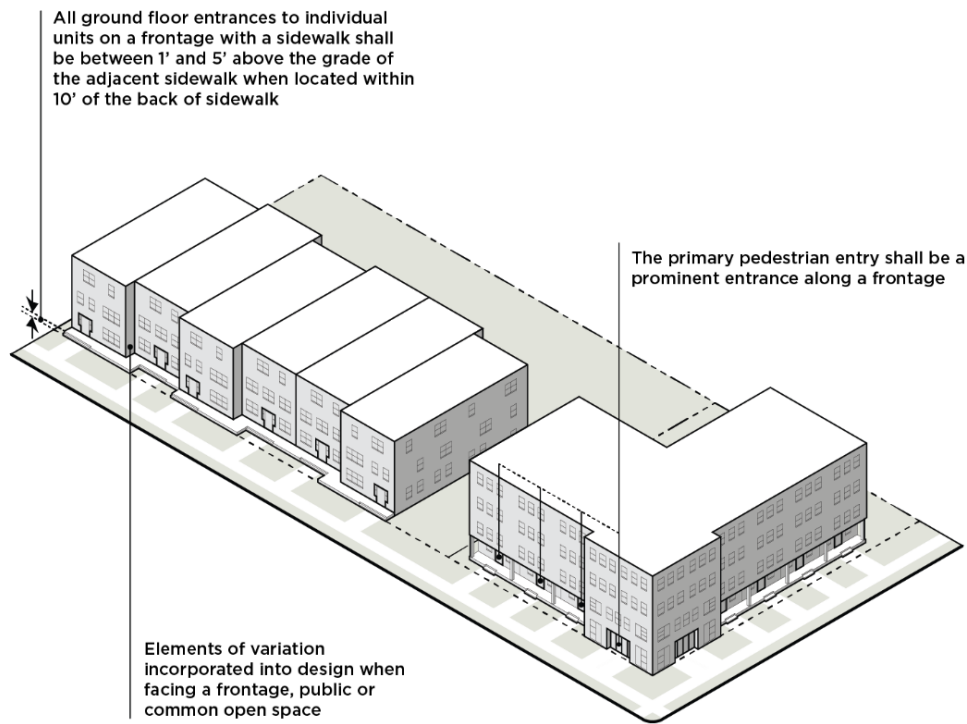 All ground floor entrances to individual
units on a frontage with a sidewalk shall
be between 1’ and 5’ above the grade of
the adjacent sidewalk when located within
10’ of the back of sidewalk
The primary pedestrian entry shall be a
prominent entrance along a frontage
Elements of variation
incorporated into design when
facing a frontage, public or
common open space